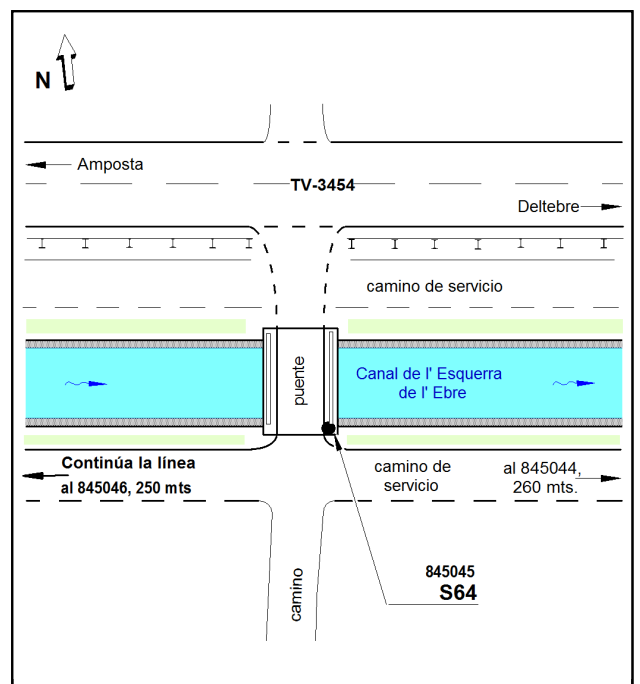 N
Amposta
TV-3454
Deltebre
camino de servicio
puente
Canal de l' Esquerra
de l' Ebre
Continúa la línea
al 845046, 250 mts
camino de
servicio
al 845044,
260 mts.
845045
S64
camino